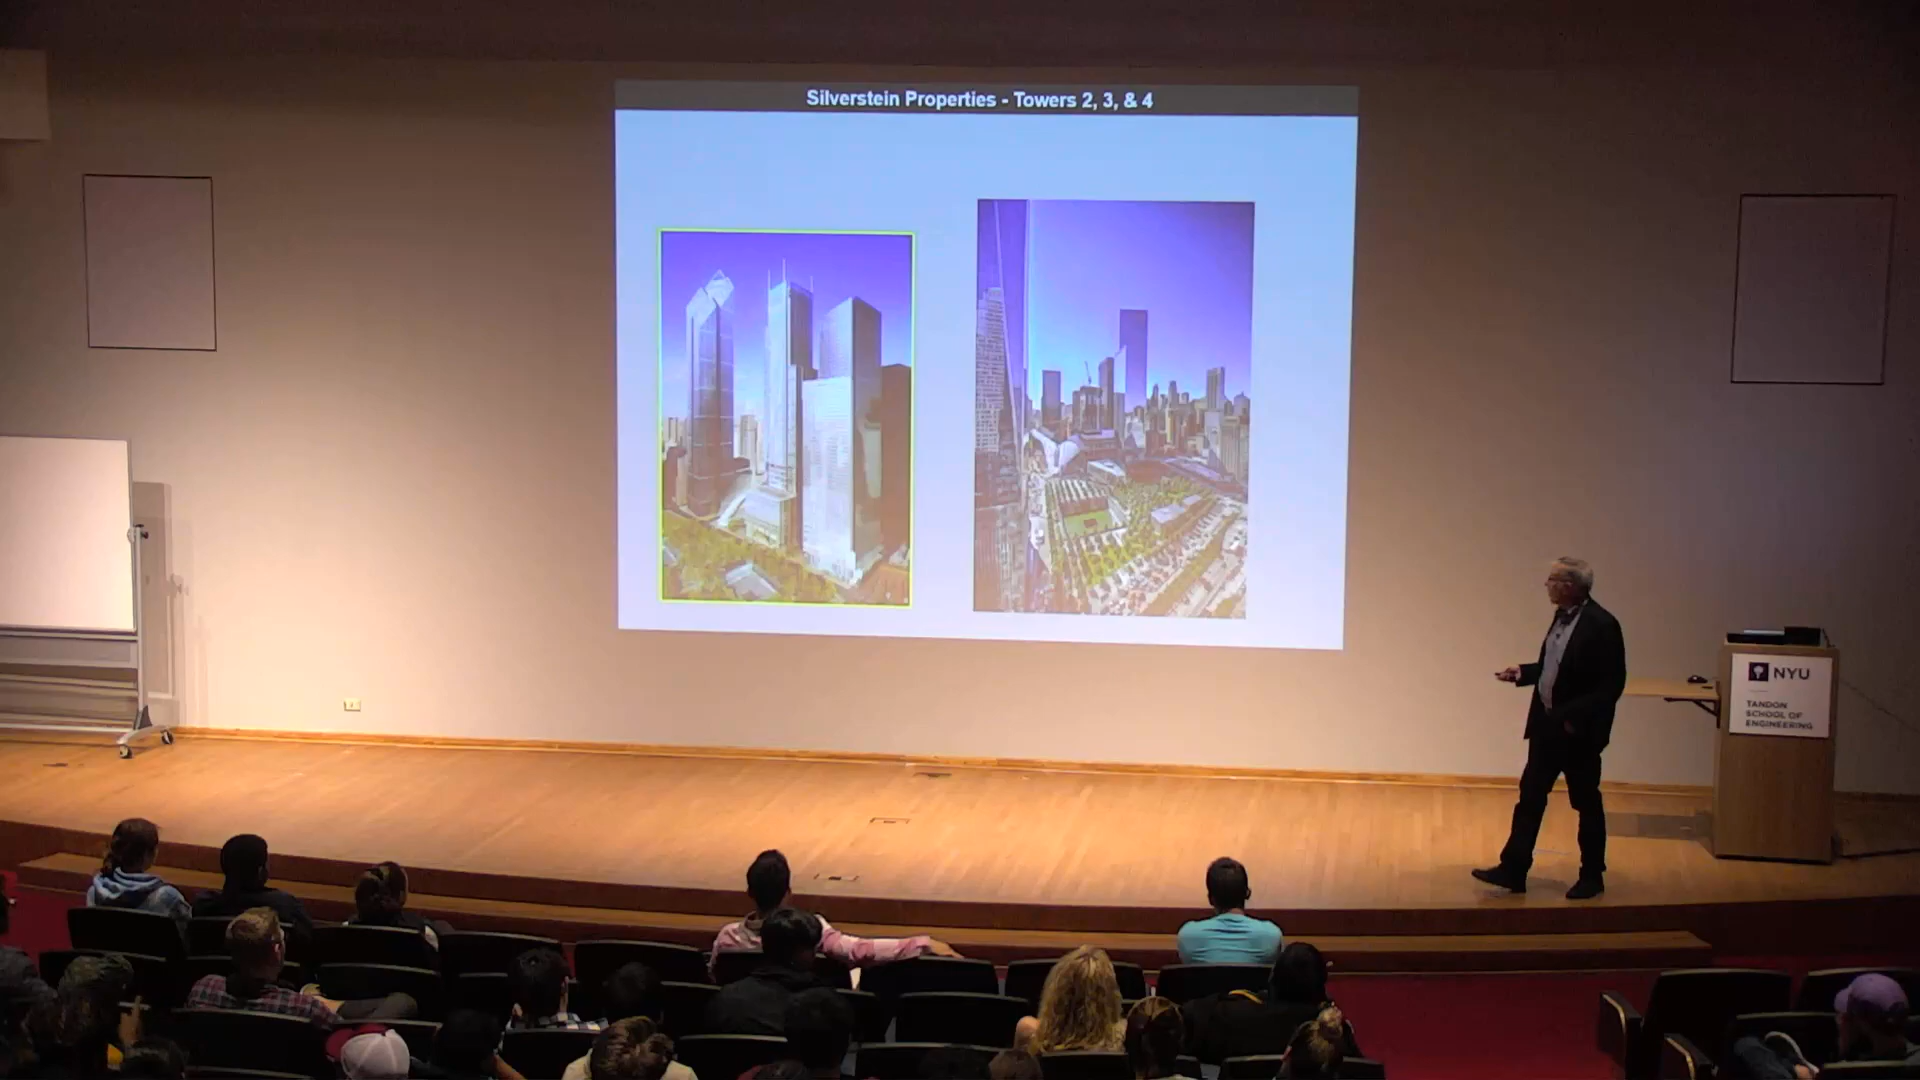 Silverstein Properties - Towers 2, 3, & 4
NYU
TANDON
SCHOOL OF
ENGINEERING